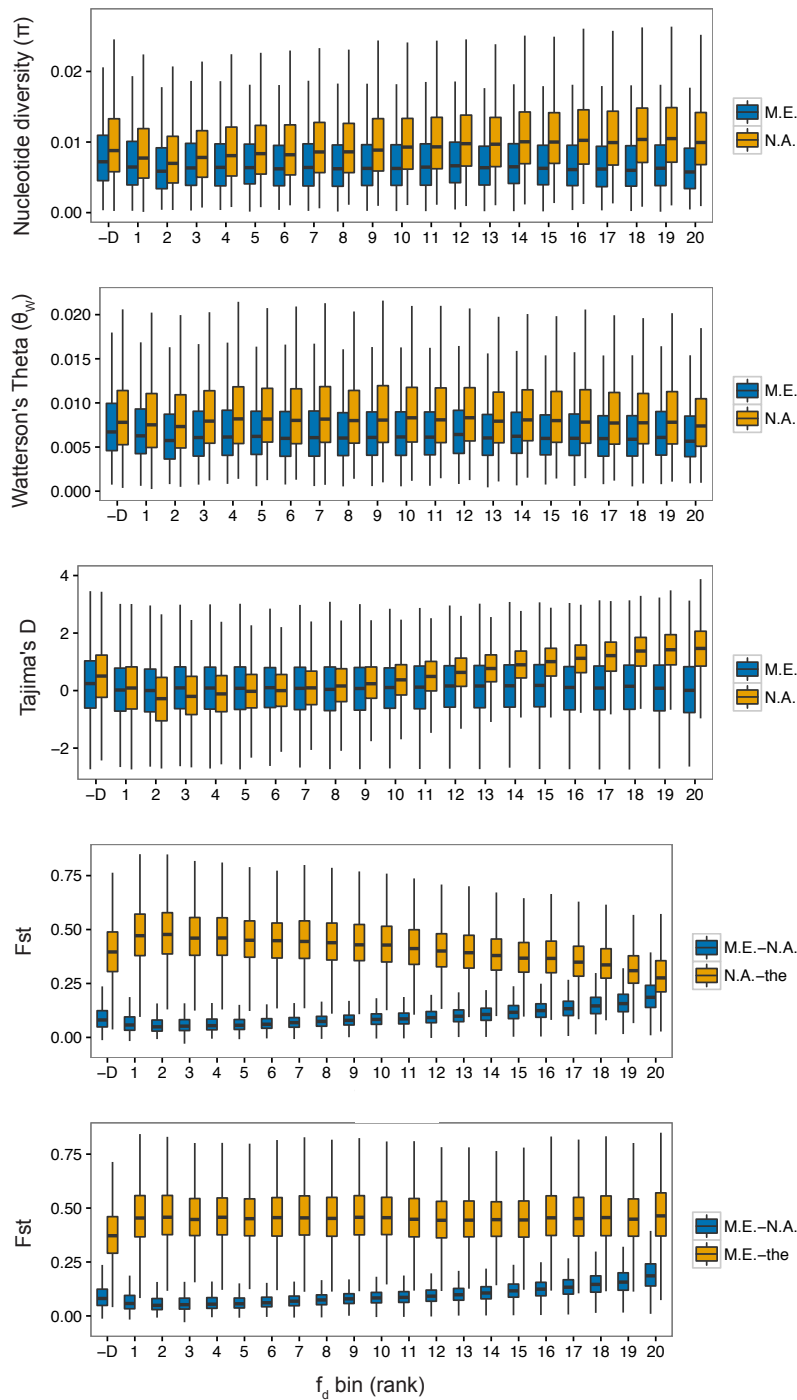 Nucleotide diversity (π)
0.02
0.01
0.00
-D 1 2 3 4 5 6 7 8 9 10 11 12 13 14 15 16 17 18 19 20
M.E.
N.A.
Watterson's Theta (θw)
0.020
0.015
0.010
0.005
0.000
-D 1 2 3 4 5 6 7 8 9 10 11 12 13 14 15 16 17 18 19 20
M.E.
N.A.
Tajima's D
4
2
0
−2
-D 1 2 3 4 5 6 7 8 9 10 11 12 13 14 15 16 17 18 19 20
M.E.
N.A.
Fst
0.75
0.50
0.25
0.00
-D 1 2 3 4 5 6 7 8 9 10 11 12 13 14 15 16 17 18 19 20
M.E.−N.A.
N.A.−the
Fst
0.75
0.50
0.25
0.00
-D 1 2 3 4 5 6 7 8 9 10 11 12 13 14 15 16 17 18 19 20
M.E.−N.A.
M.E.−the
fd bin (rank)